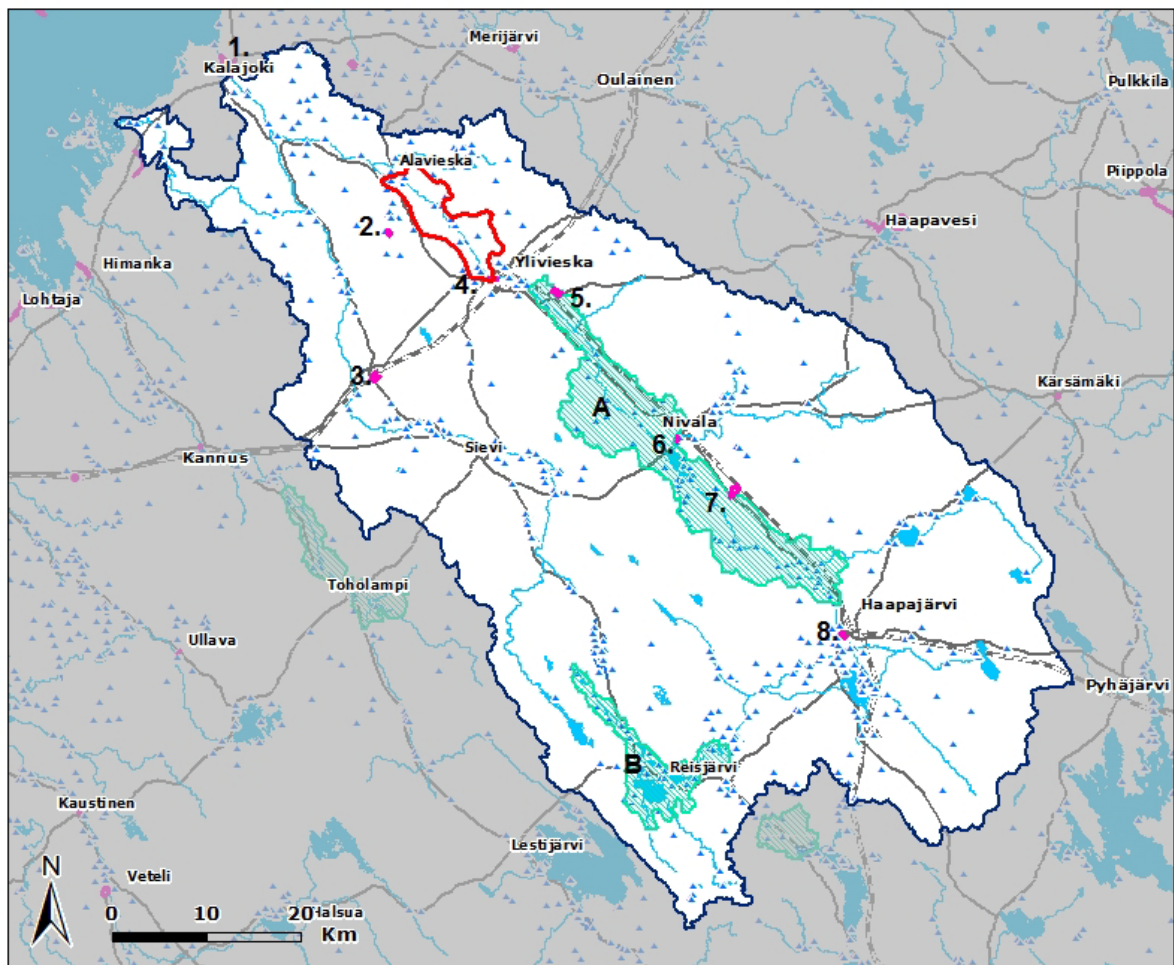 1.
Kalajoki
Merijärvi
Oulainen
Pulkkila
Alavieska
Piippola
2.
Haapavesi
Himanka
Ylivieska
4.
5.
Lohtaja
3.
Kärsämäki
A
Nivala
6.
Kannus
Sievi
7.
Toholampi
Haapajärvi
8.
Ullava
Pyhäjärvi
B
Reisjärvi
Kaustinen
Lestijärvi
N
Veteli
0 10 20
Halsua
Km